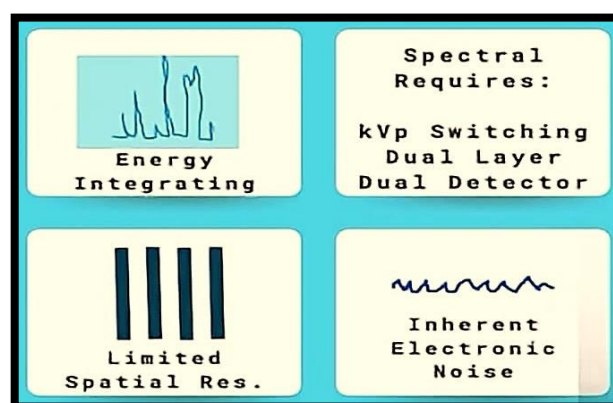 Energy
Integrating
Spectral
Requires:
kVp Switching
Dual Layer
Dual Detector
Limited
Spatial Res.
Inherent
Electronic
Noise